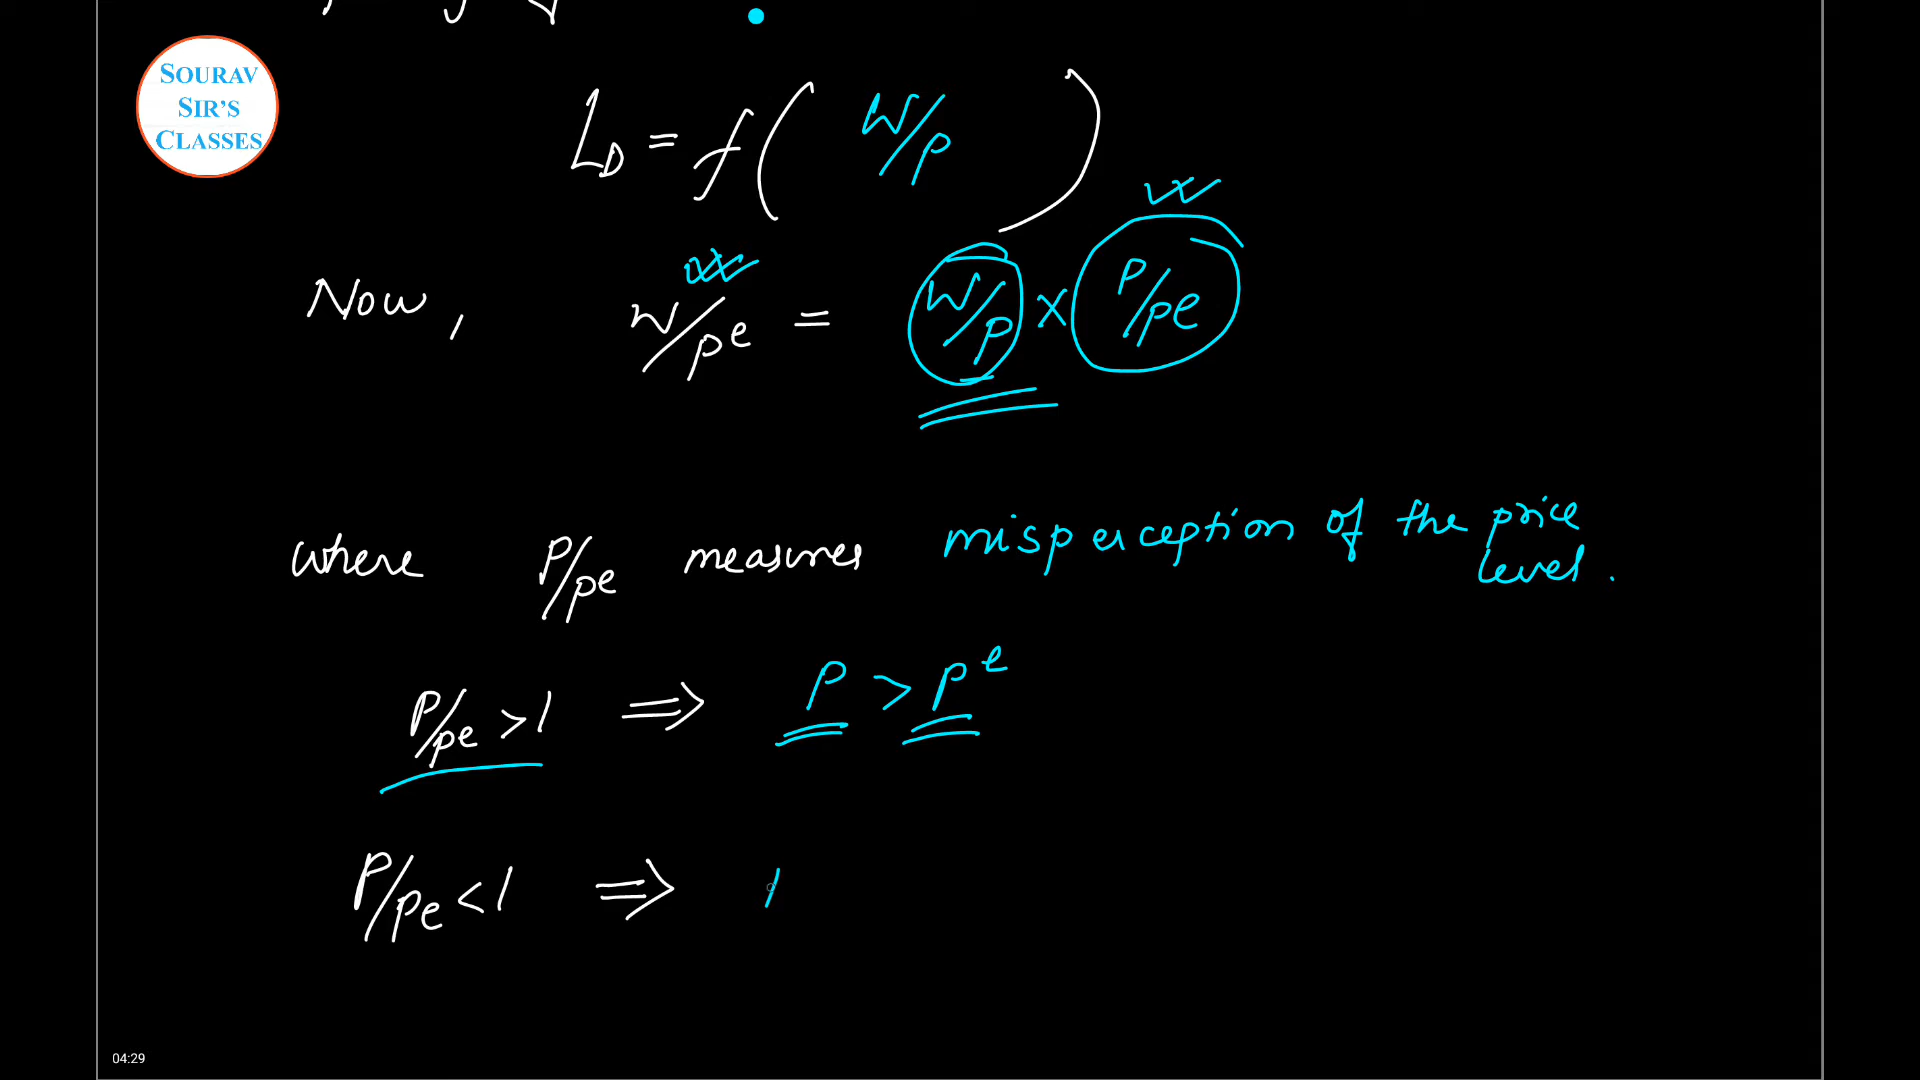 SOURAV
SIR'S
CLASSES
L_D = f( W/P )
Now, W/P^e = W/P × P/P^e
where P/P^e measures misperception of the price
level.
P/P^e > 1 ⇒ P > P^e
P/P^e < 1 ⇒
04:29